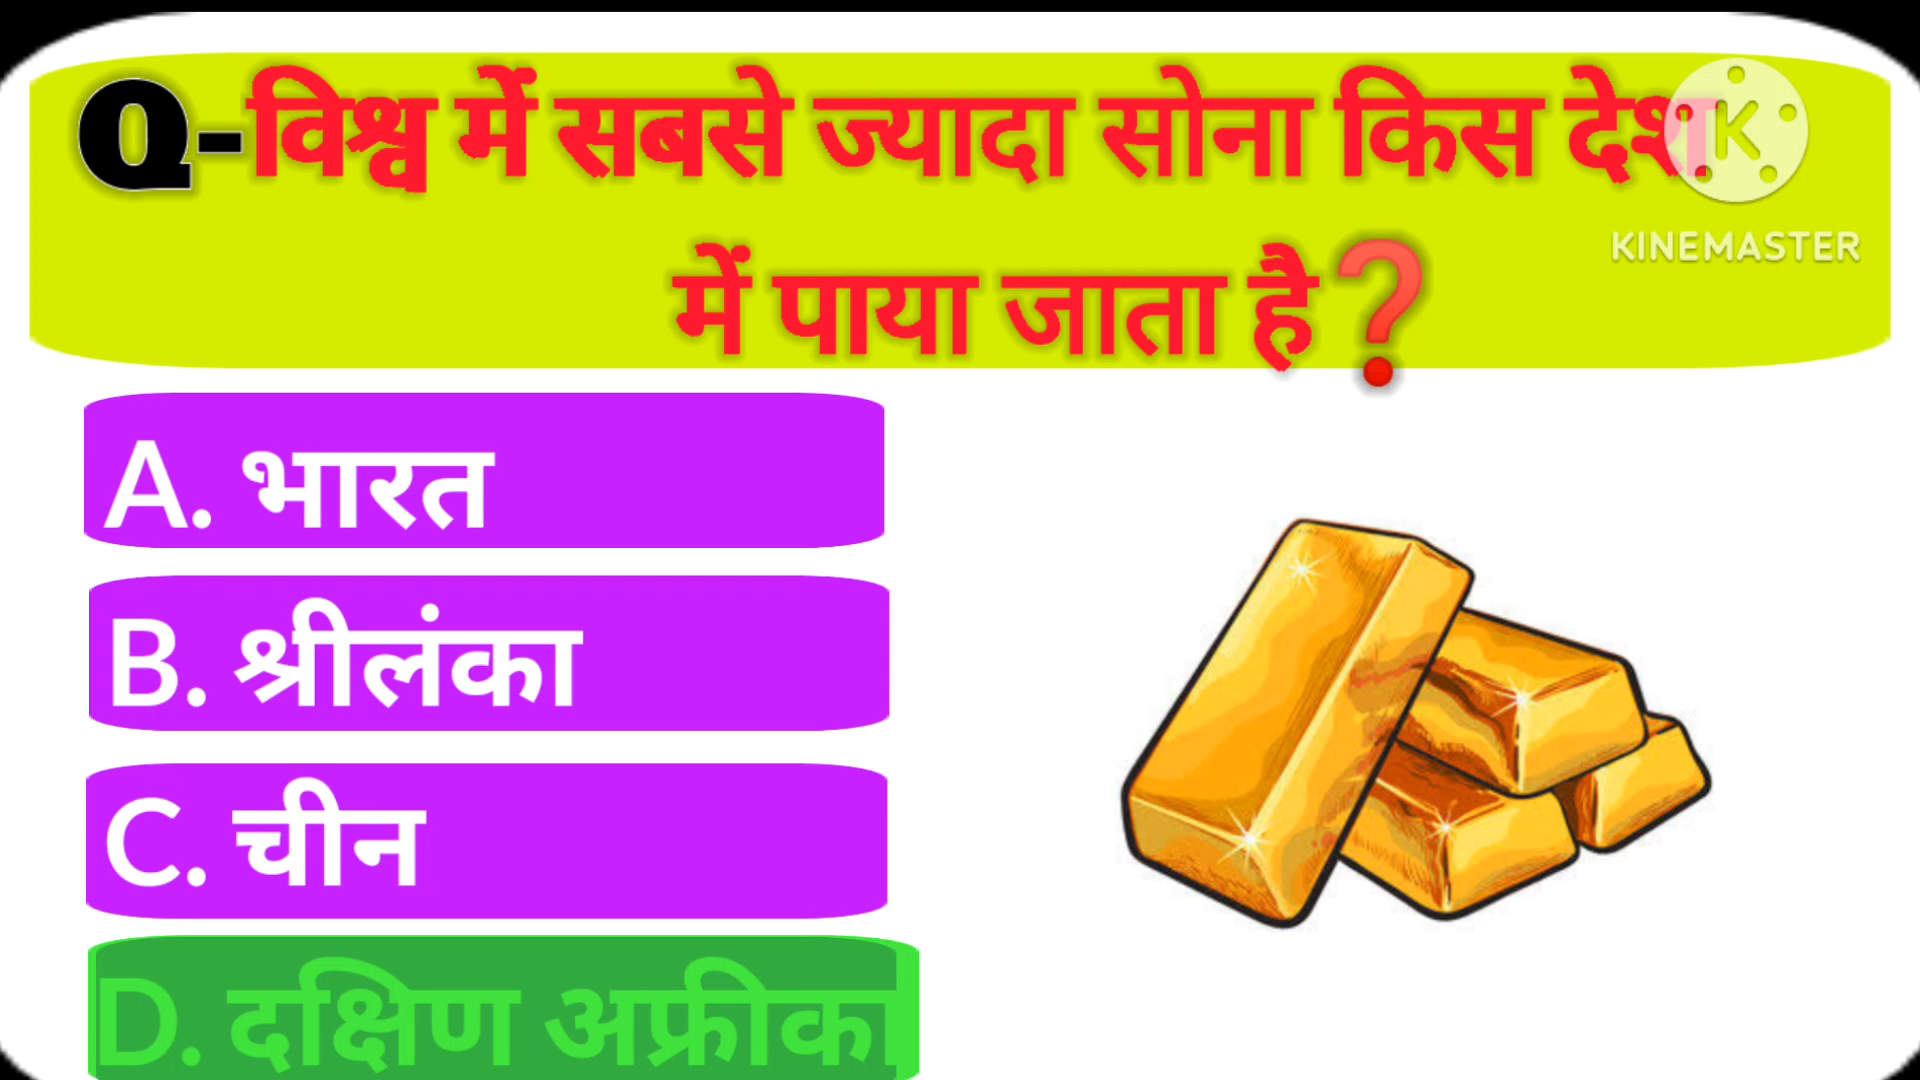 Q-विश्व में सबसे ज्यादा सोना किस देश
में पाया जाता है❓
KINEMASTER
A. भारत
B. श्रीलंका
C. चीन
D. दक्षिण अफ्रीका